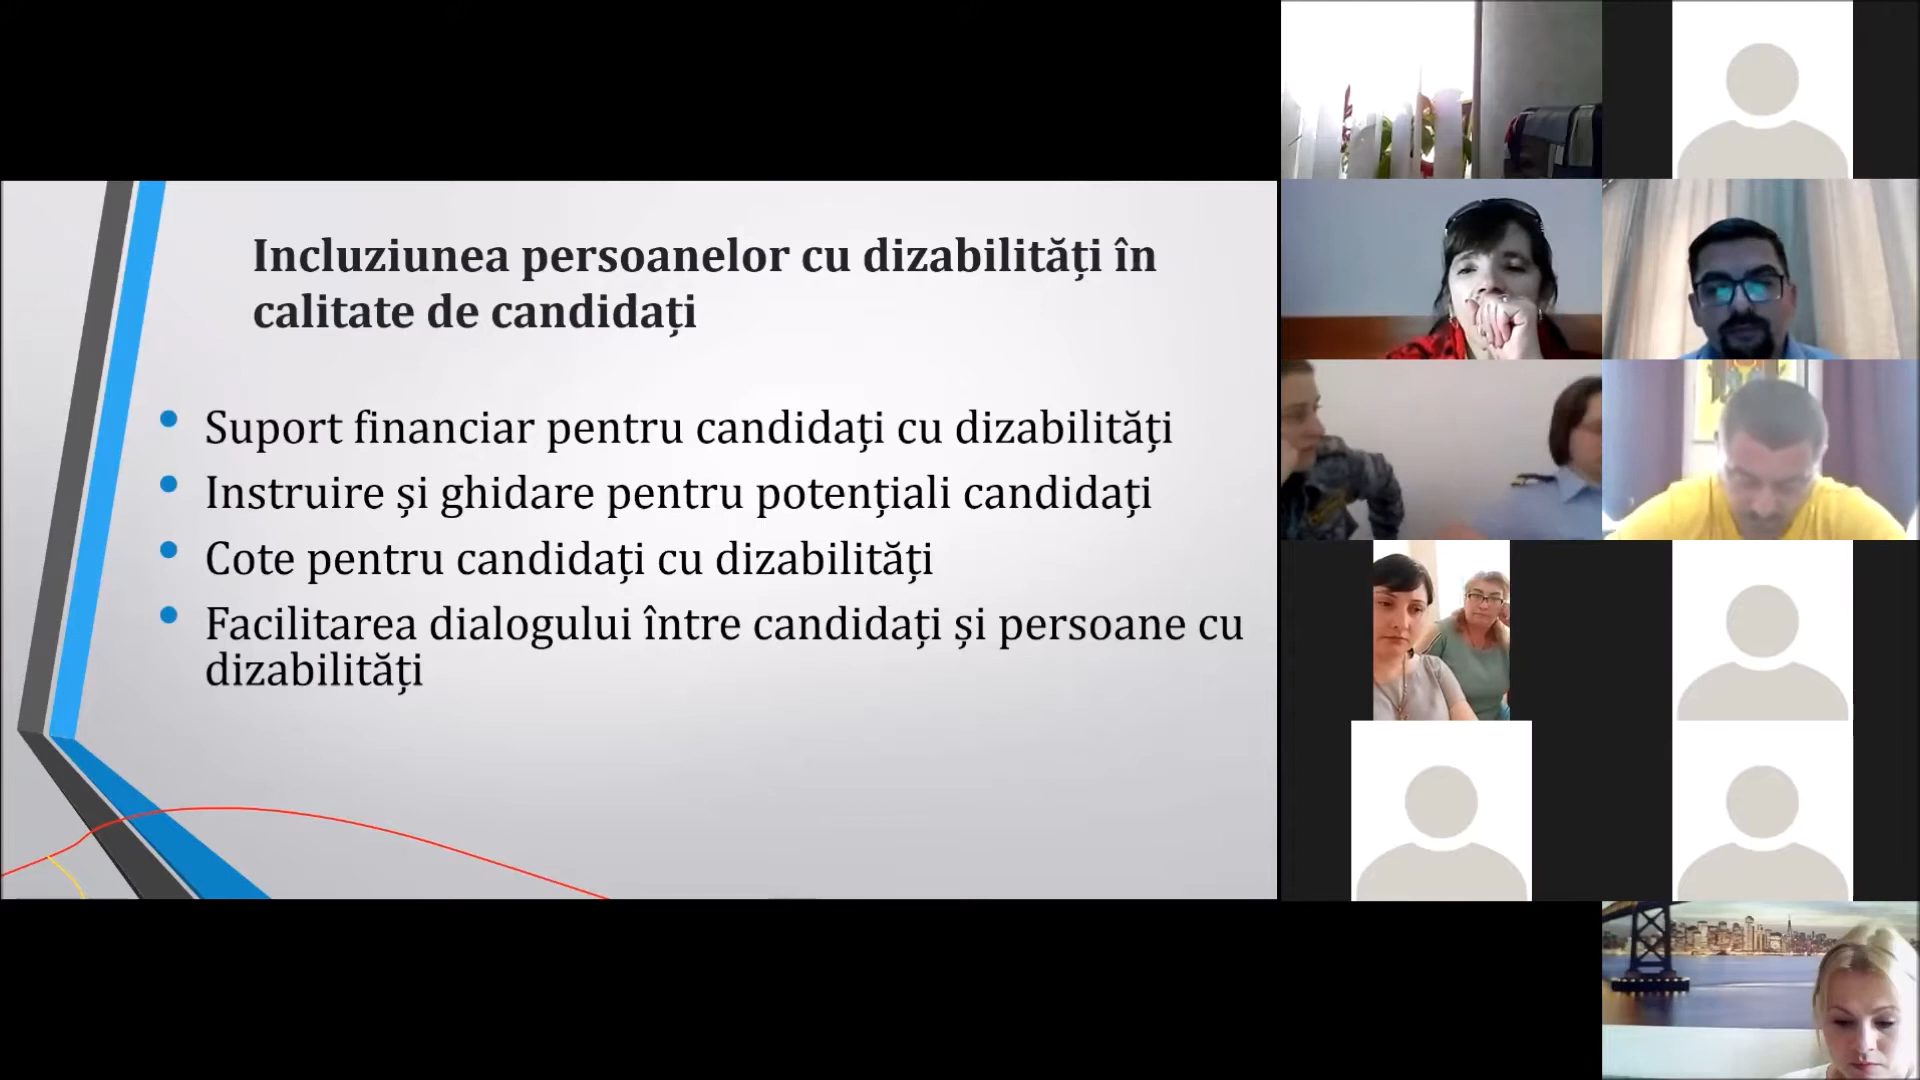 Incluziunea persoanelor cu dizabilități în
calitate de candidați
Suport financiar pentru candidați cu dizabilități
Instruire și ghidare pentru potențiali candidați
Cote pentru candidați cu dizabilități
Facilitarea dialogului între candidați și persoane cu
dizabilități